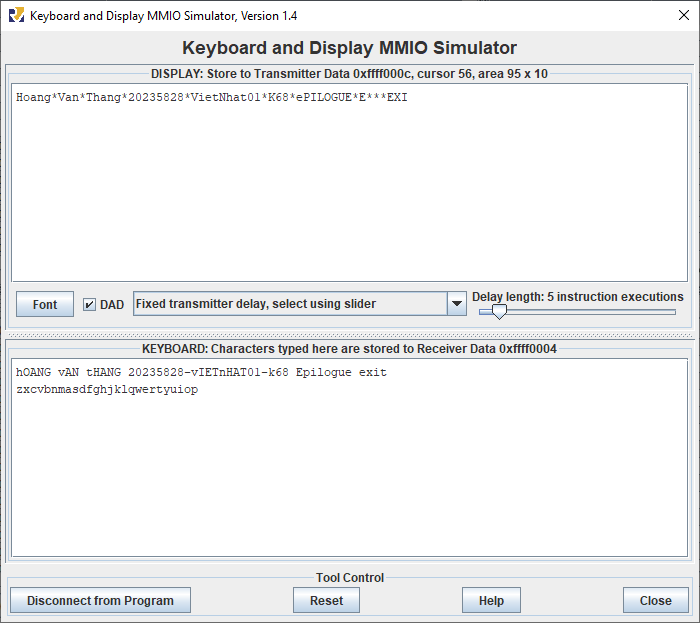 Keyboard and Display MMIO Simulator, Version 1.4
Keyboard and Display MMIO Simulator
DISPLAY: Store to Transmitter Data 0xffff000c, cursor 56, area 95 x 10
Hoang*Van*Thang*20235828*VietNhat01*K68*ePILOGUE*E***EXI
Font
DAD
Fixed transmitter delay, select using slider
Delay length: 5 instruction executions
KEYBOARD: Characters typed here are stored to Receiver Data 0xffff0004
hOANG vAN tHANG 20235828-vIETnHAT01-k68 Epilogue exit
zxcvbnmasdfghjklqwertyuiop
Tool Control
Disconnect from Program
Reset
Help
Close